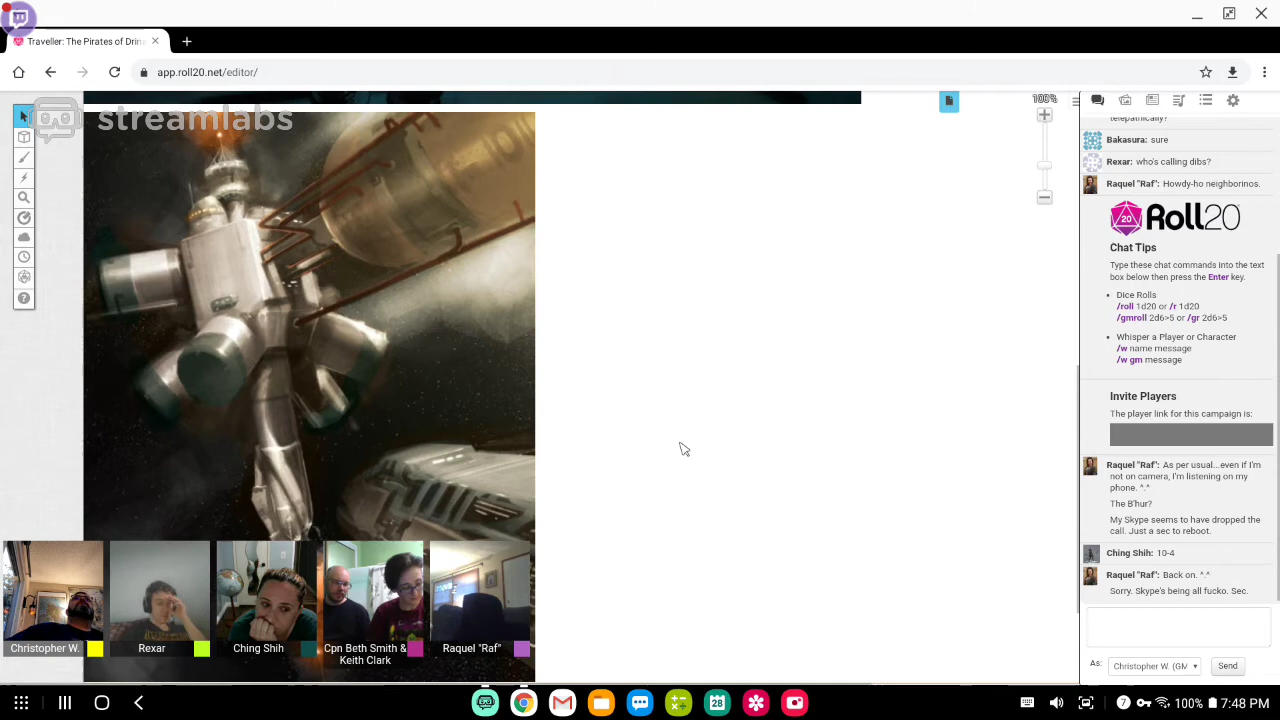 Traveller: The Pirates of Drina
app.roll20.net/editor/
streamlabs
100%
telepathically?
Bakasura: sure
Rexar: who's calling dibs?
Raquel "Raf": Howdy-ho neighborinos.
20
Roll20
Chat Tips
Type these chat commands into the text
box below then press the Enter key.
Dice Rolls
/roll 1d20 or /r 1d20
/gmroll 2d6>5 or /gr 2d6>5
Whisper a Player or Character
/w name message
/w gm message
Invite Players
The player link for this campaign is:
Raquel "Raf": As per usual...even if I'm
not on camera, I'm listening on my
phone. ^.^
The B'hur?
My Skype seems to have dropped the
call. Just a sec to reboot.
Ching Shih: 10-4
Raquel "Raf": Back on. ^.^
Sorry. Skype's being all fucko. Sec.
Christopher W.
Rexar
Ching Shih
Cpn Beth Smith &
Keith Clark
Raquel "Raf"
As:
Christopher W. (GM
Send
28
7
100%
7:48 PM